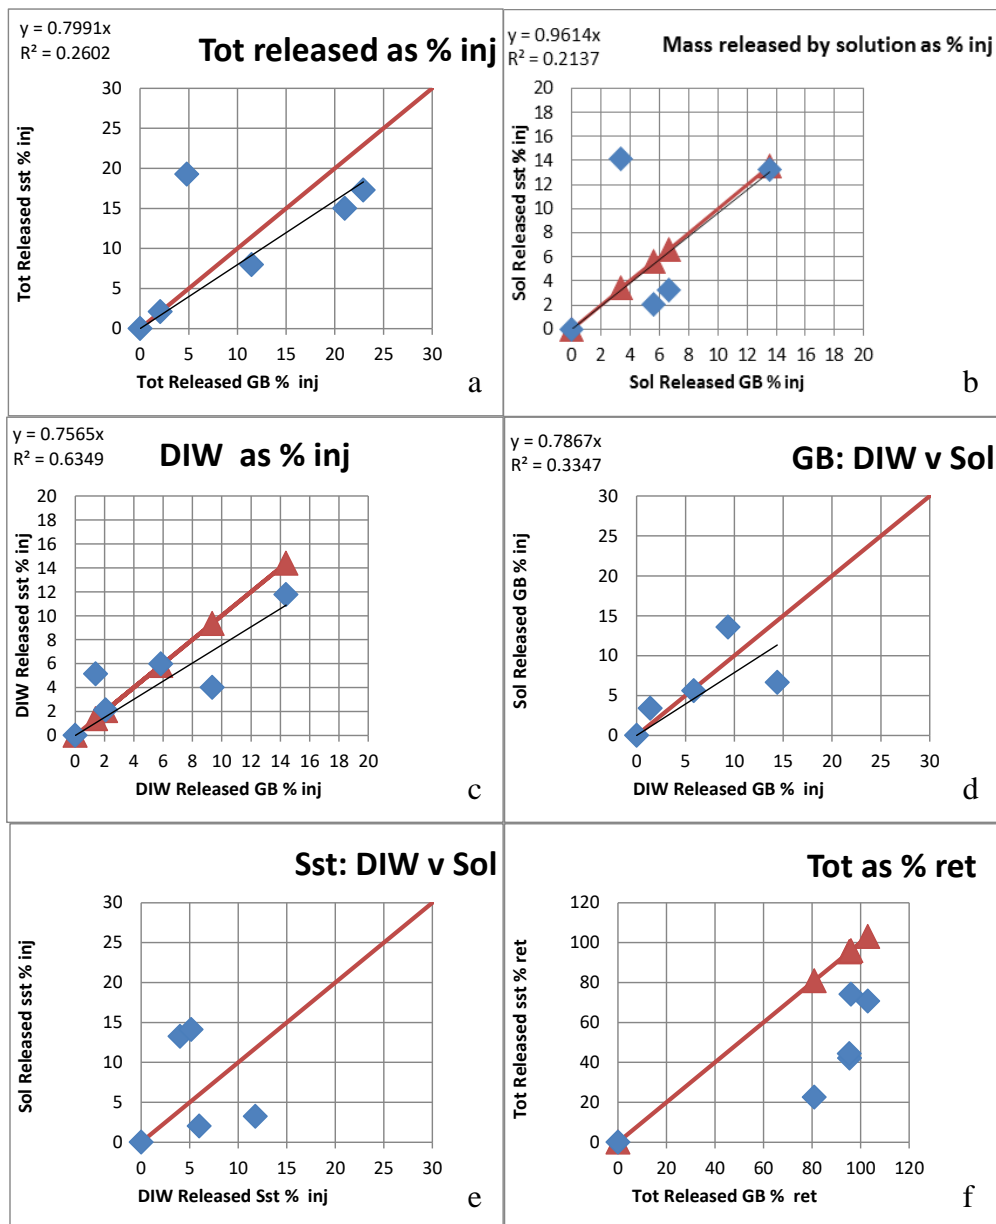 y = 0.7991x
R² = 0.2602
Tot released as % inj
Tot Released sst % inj
30
25
20
15
10
5
0
0 5 10 15 20 25 30
Tot Released GB % inj
a
y = 0.9614x
R² = 0.2137
Mass released by solution as % inj
Sol Released sst % inj
20
18
16
14
12
10
8
6
4
2
0
0 2 4 6 8 10 12 14 16 18 20
Sol Released GB % inj
b
y = 0.7565x
R² = 0.6349
DIW as % inj
DIW Released sst % inj
20
18
16
14
12
10
8
6
4
2
0
0 2 4 6 8 10 12 14 16 18 20
DIW Released GB % inj
c
y = 0.7867x
R² = 0.3347
GB: DIW v Sol
Sol Released GB % inj
30
25
20
15
10
5
0
0 5 10 15 20 25 30
DIW Released GB % inj
d
Sst: DIW v Sol
Sol Released sst % inj
30
25
20
15
10
5
0
0 5 10 15 20 25 30
DIW Released Sst % inj
e
Tot as % ret
Tot Released sst % ret
120
100
80
60
40
20
0
0 20 40 60 80 100 120
Tot Released GB % ret
f